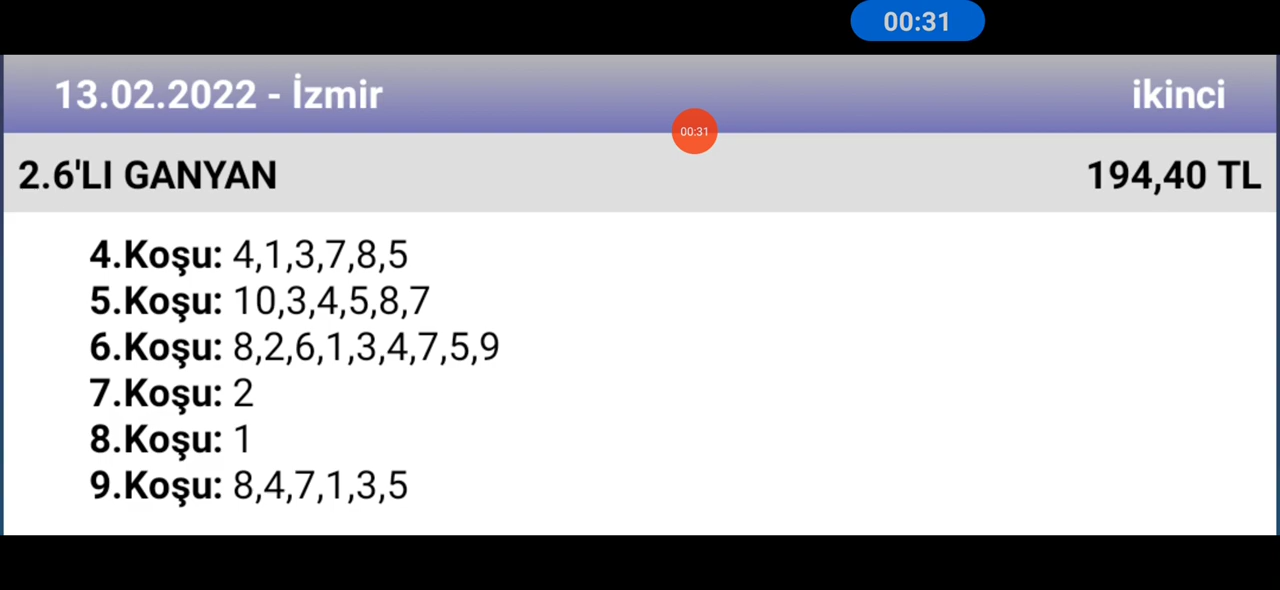 00:31
13.02.2022 - İzmir ikinci
00:31
2.6'LI GANYAN 194,40 TL
4.Koşu: 4,1,3,7,8,5
5.Koşu: 10,3,4,5,8,7
6.Koşu: 8,2,6,1,3,4,7,5,9
7.Koşu: 2
8.Koşu: 1
9.Koşu: 8,4,7,1,3,5